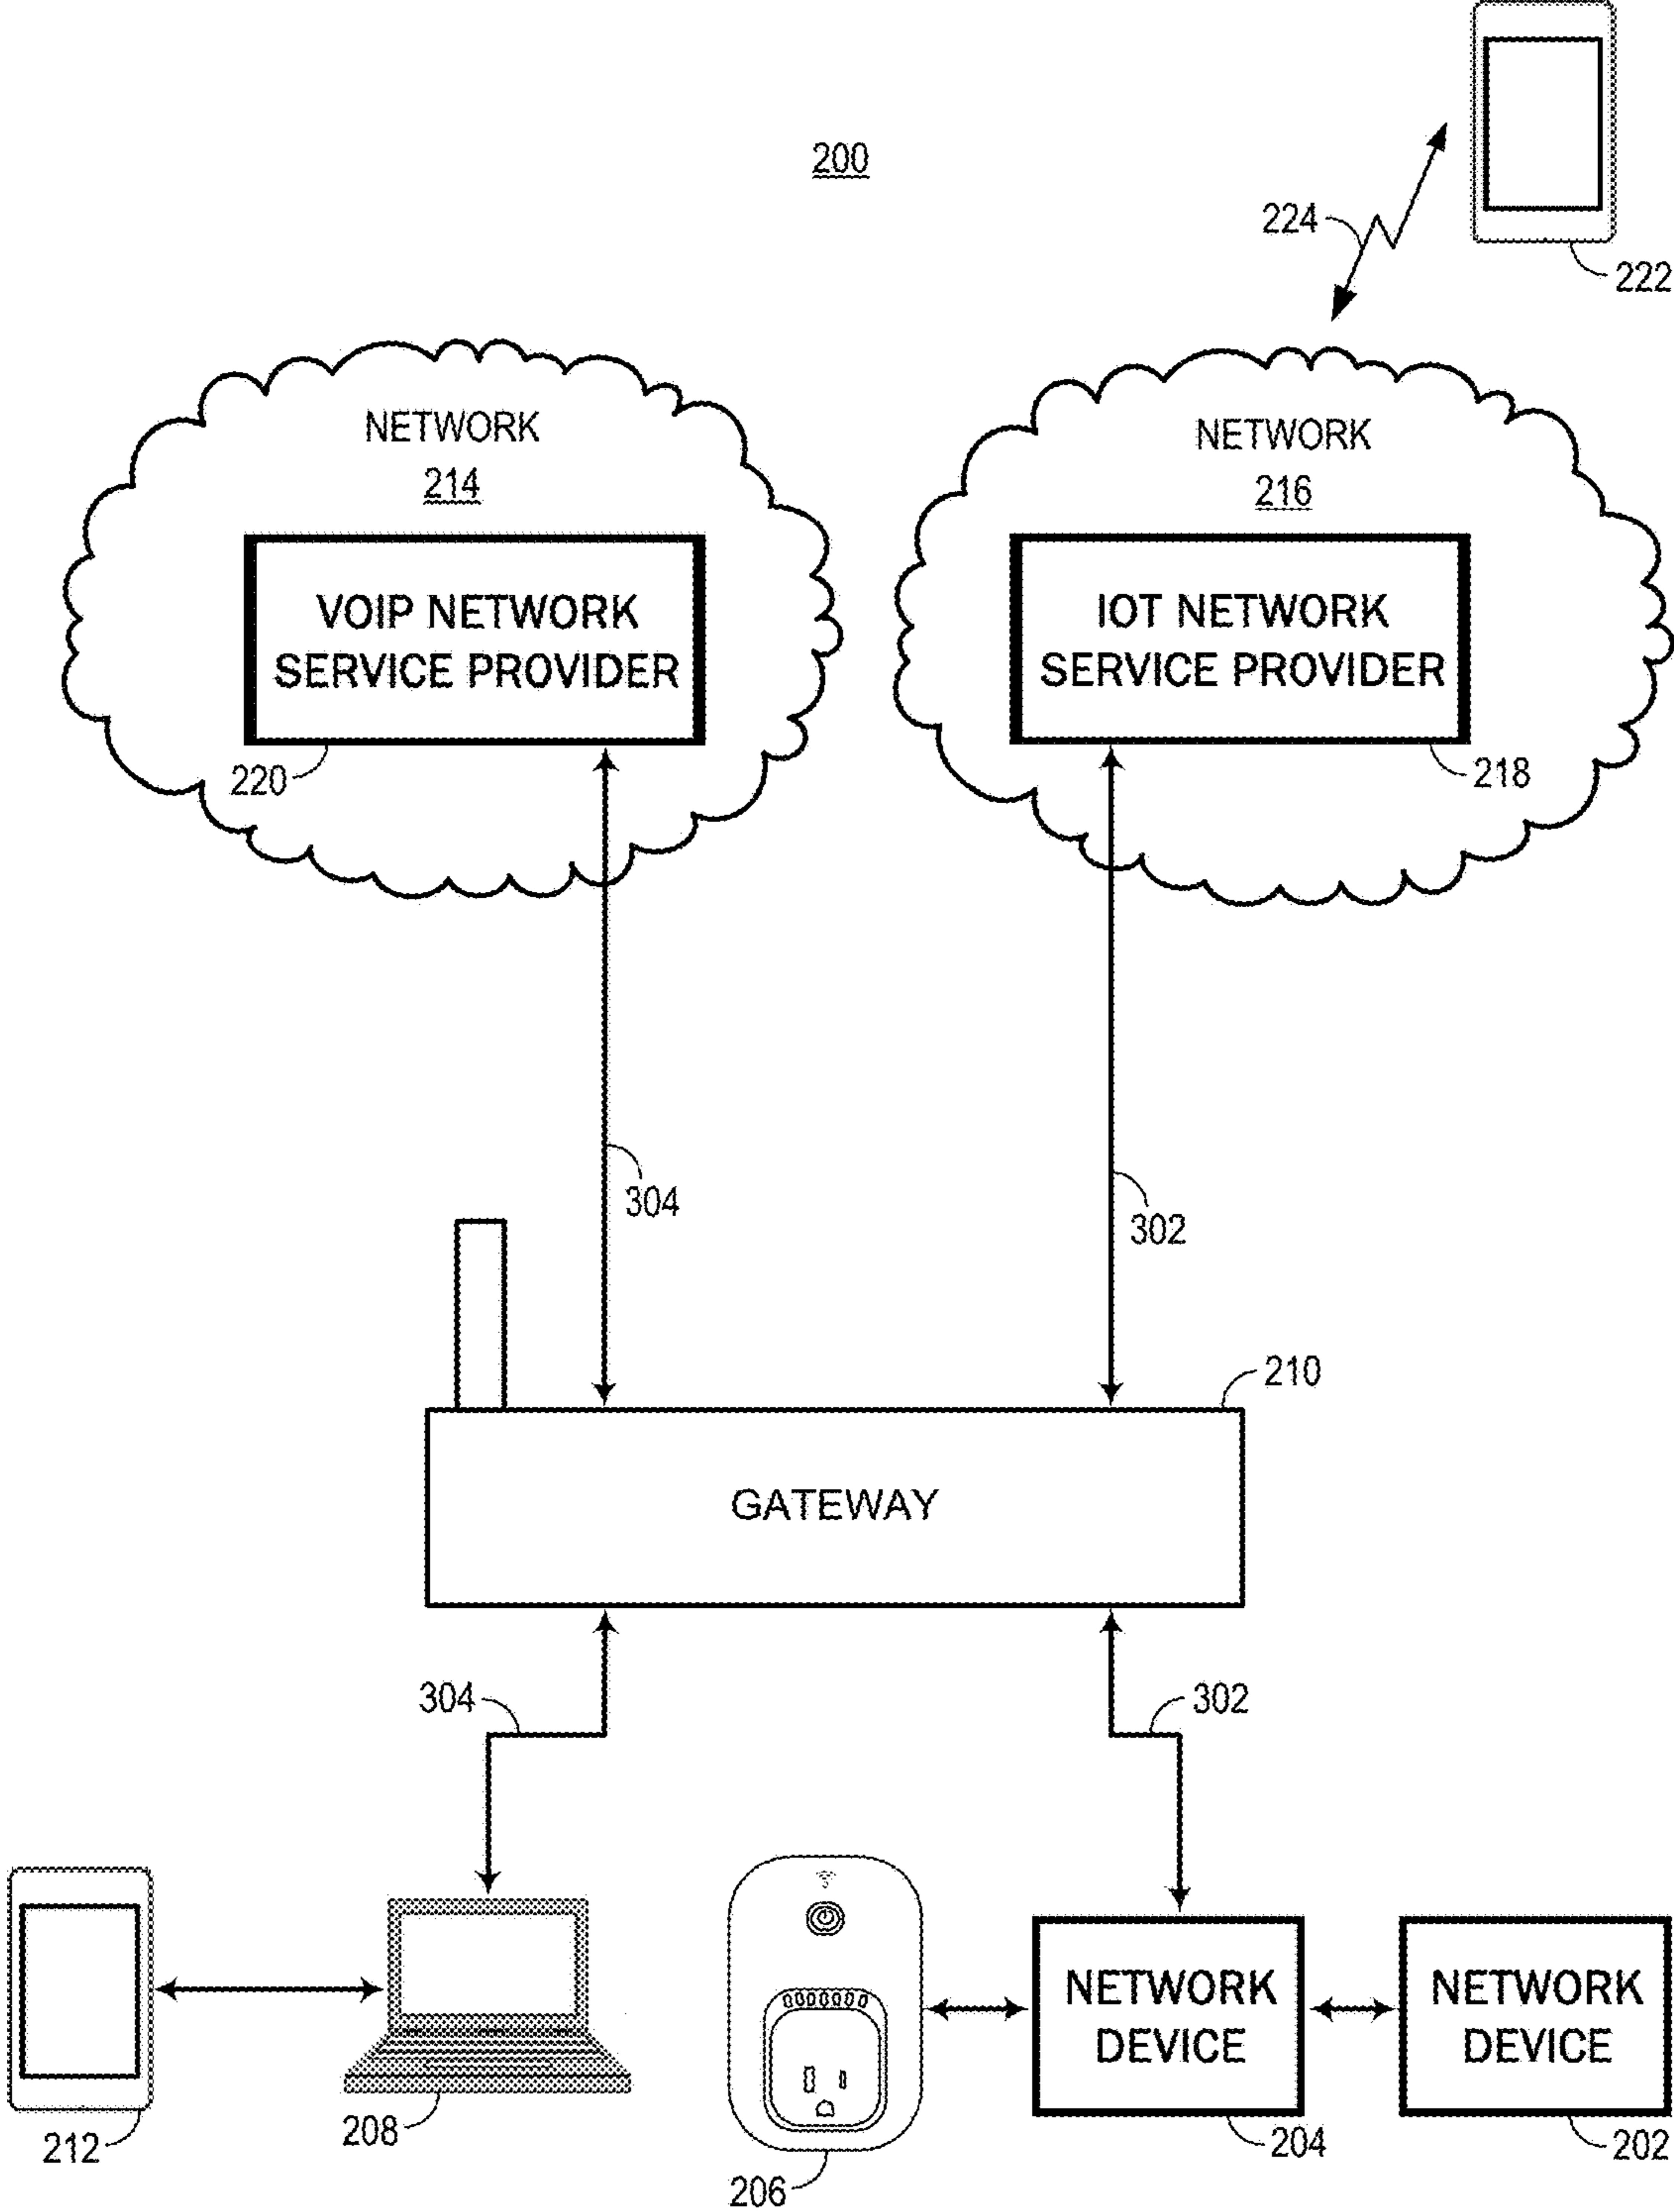 200
224
222
NETWORK
214
NETWORK
216
VOIP NETWORK
SERVICE PROVIDER
IOT NETWORK
SERVICE PROVIDER
220
218
304
302
210
GATEWAY
304
302
NETWORK
DEVICE
NETWORK
DEVICE
212
208
206
204
202